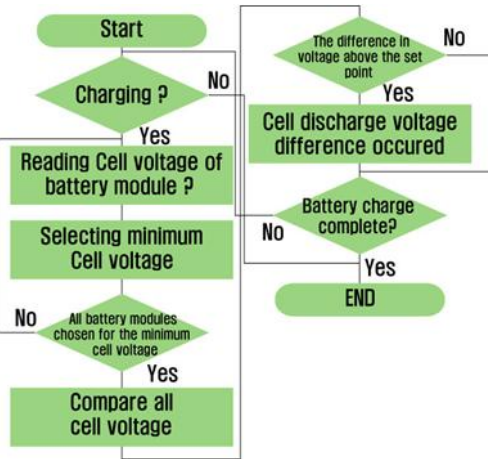 Start
Charging ?
No
Yes
Reading Cell voltage of
battery module ?
Selecting minimum
Cell voltage
No
All battery modules
chosen for the minimum
cell voltage
Yes
Compare all
cell voltage
The difference in
voltage above the set
point
No
Yes
Cell discharge voltage
difference occured
Battery charge
complete?
No
Yes
END